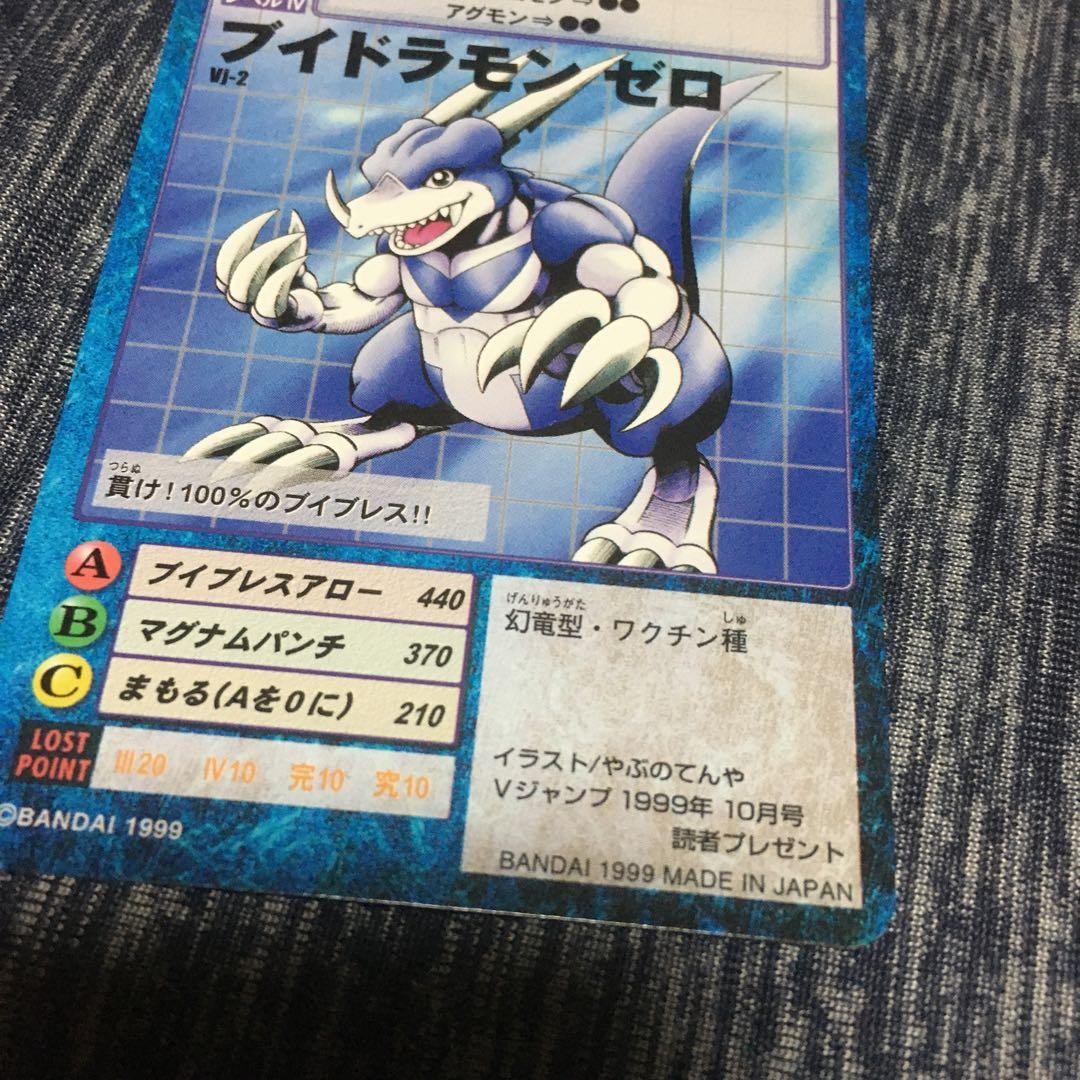 レベルⅣ
アグモン⇒●●
ブイドラモン ゼロ
Vi-2
つらぬ
貫け！100%のブイブレス!!
A ブイブレスアロー 440
B マグナムパンチ 370
C まもる(Aを0に) 210
LOST POINT Ⅲ20 Ⅳ10 完10 究10
©BANDAI 1999
げんりゅうがた しゅ
幻竜型・ワクチン種
イラスト/やぶのてんや
Vジャンプ 1999年 10月号
読者プレゼント
BANDAI 1999 MADE IN JAPAN